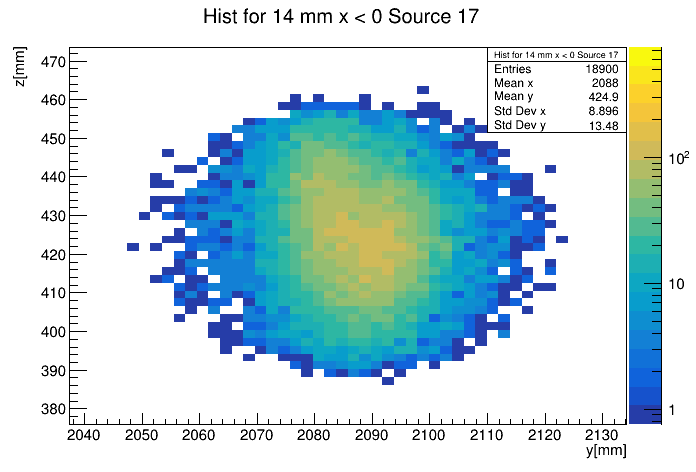 Hist for 14 mm x < 0 Source 17
z[mm]
Hist for 14 mm x < 0 Source 17
Entries 18900
Mean x 2088
Mean y 424.9
Std Dev x 8.896
Std Dev y 13.48
470
460
450
440
430
420
410
400
390
380
10²
10
1
2040 2050 2060 2070 2080 2090 2100 2110 2120 2130
y[mm]